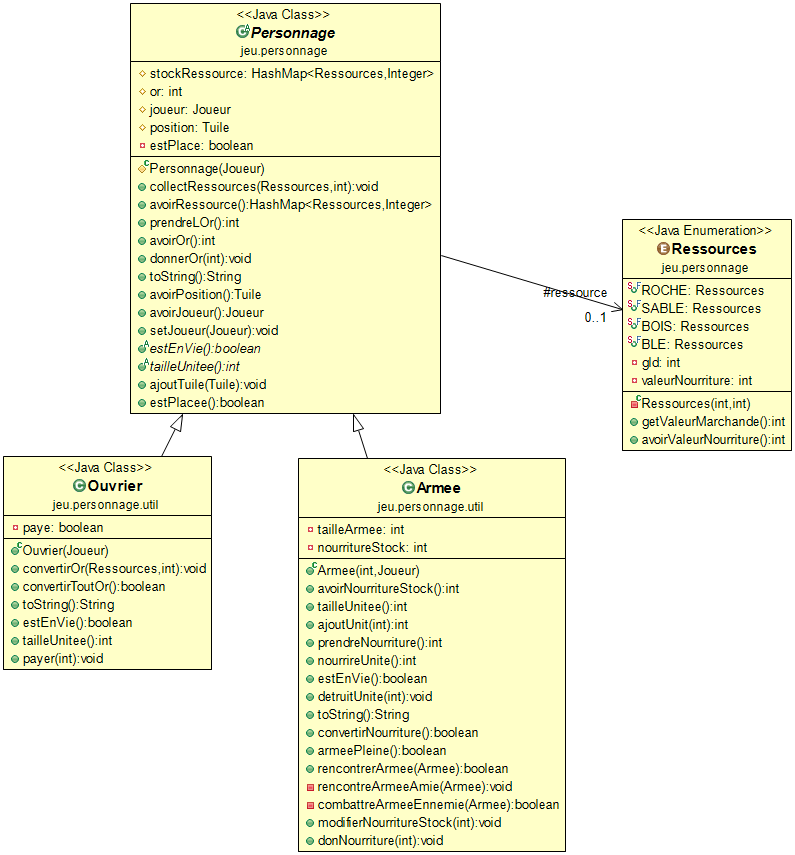 <<Java Class>>
Personnage
jeu.personnage
stockRessource: HashMap<Ressources,Integer>
or: int
joueur: Joueur
position: Tuile
estPlace: boolean
Personnage(Joueur)
collectRessources(Ressources,int):void
avoirRessource():HashMap<Ressources,Integer>
prendreLOr():int
avoirOr():int
donnerOr(int):void
toString():String
avoirPosition():Tuile
avoirJoueur():Joueur
setJoueur(Joueur):void
estEnVie():boolean
tailleUnitee():int
ajoutTuile(Tuile):void
estPlacee():boolean
#ressource
0..1
<<Java Enumeration>>
Ressources
jeu.personnage
ROCHE: Ressources
SABLE: Ressources
BOIS: Ressources
BLE: Ressources
gld: int
valeurNourriture: int
Ressources(int,int)
getValeurMarchande():int
avoirValeurNourriture():int
<<Java Class>>
Ouvrier
jeu.personnage.util
paye: boolean
Ouvrier(Joueur)
convertirOr(Ressources,int):void
convertirToutOr():boolean
toString():String
estEnVie():boolean
tailleUnitee():int
payer(int):void
<<Java Class>>
Armee
jeu.personnage.util
tailleArmee: int
nourritureStock: int
Armee(int,Joueur)
avoirNourritureStock():int
tailleUnitee():int
ajoutUnit(int):int
prendreNourriture():int
nourrireUnite():int
estEnVie():boolean
detruitUnite(int):void
toString():String
convertirNourriture():boolean
armeePleine():boolean
rencontrerArmee(Armee):boolean
rencontreArmeeAmie(Armee):void
combattreArmeeEnnemie(Armee):boolean
modifierNourritureStock(int):void
donNourriture(int):void